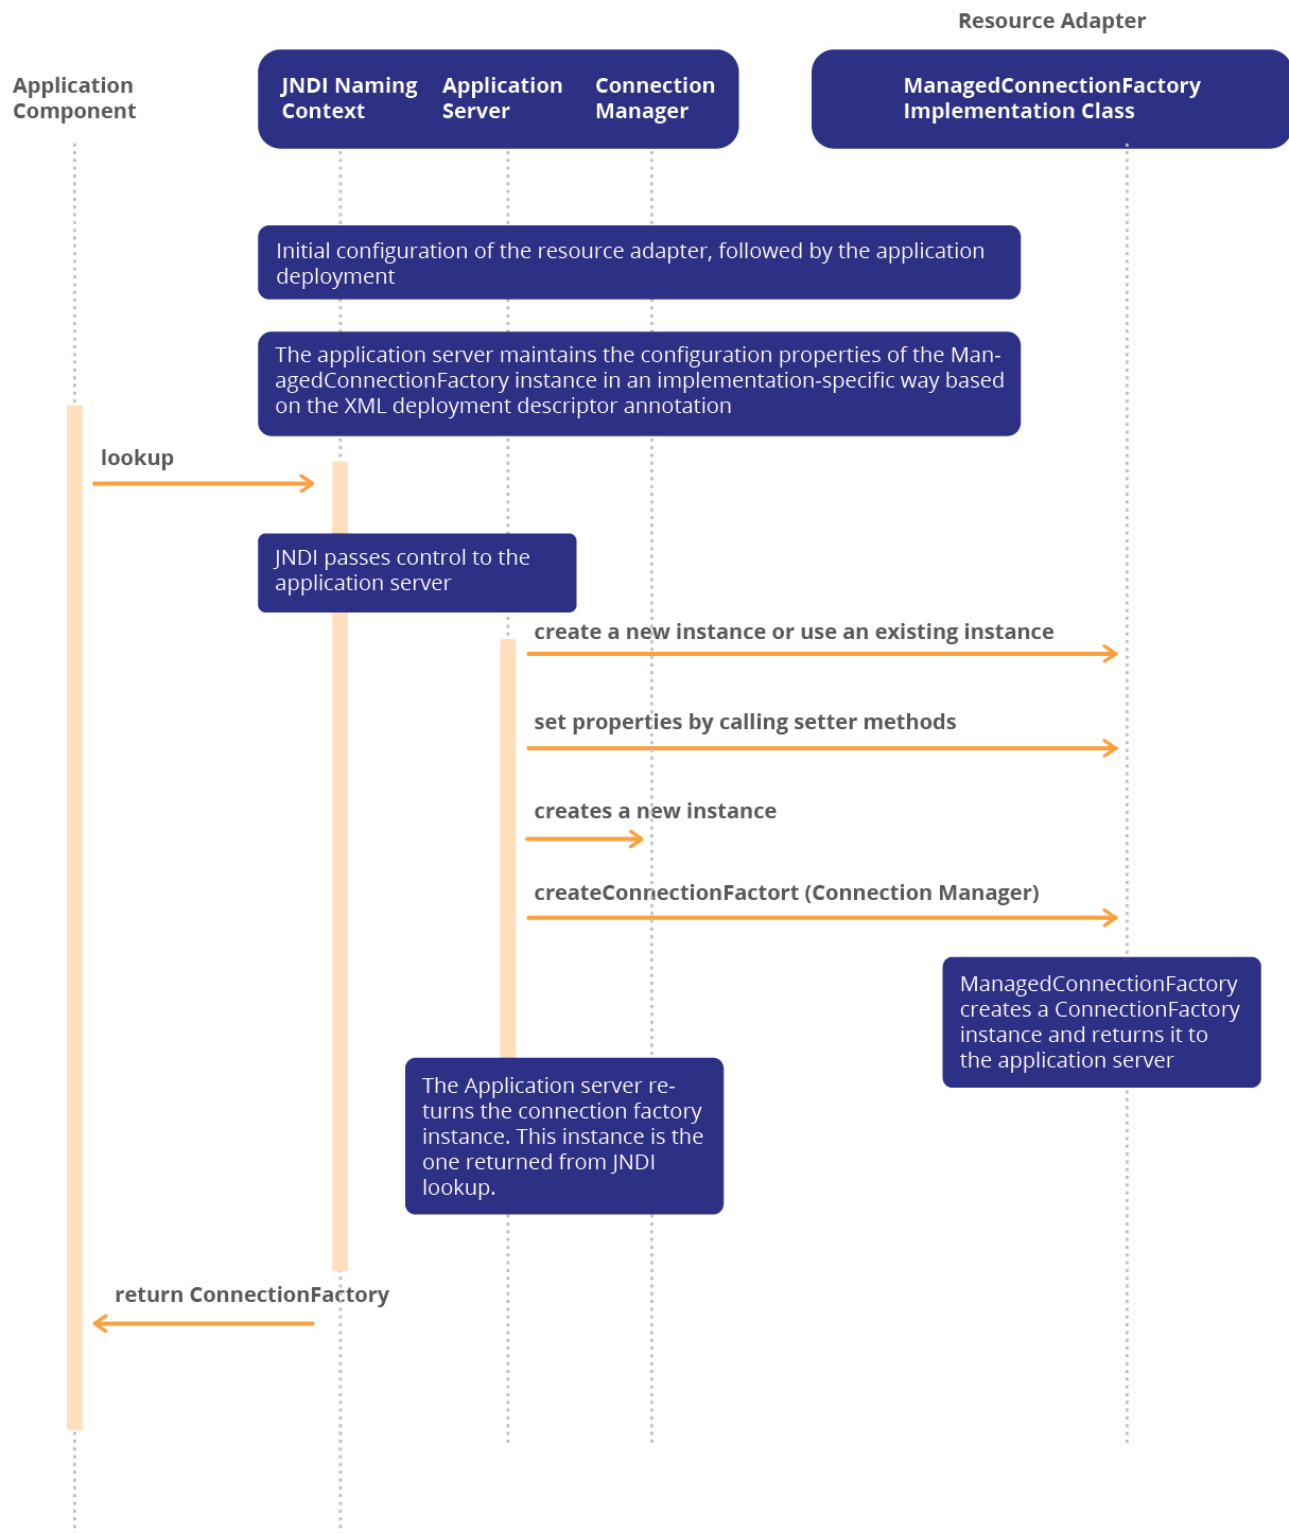 Resource Adapter
Application
Component
JNDI Naming
Context
Application
Server
Connection
Manager
ManagedConnectionFactory
Implementation Class
Initial configuration of the resource adapter, followed by the application
deployment
The application server maintains the configuration properties of the Man-
agedConnectionFactory instance in an implementation-specific way based
on the XML deployment descriptor annotation
lookup
JNDI passes control to the
application server
create a new instance or use an existing instance
set properties by calling setter methods
creates a new instance
createConnectionFactort (Connection Manager)
ManagedConnectionFactory
creates a ConnectionFactory
instance and returns it to
the application server
The Application server re-
turns the connection factory
instance. This instance is the
one returned from JNDI
lookup.
return ConnectionFactory